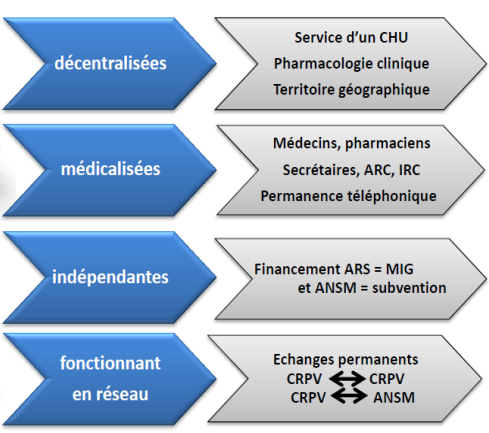 décentralisées
Service d'un CHU
Pharmacologie clinique
Territoire géographique
médicalisées
Médecins, pharmaciens
Secrétaires, ARC, IRC
Permanence téléphonique
indépendantes
Financement ARS = MIG
et ANSM = subvention
fonctionnant
en réseau
Echanges permanents
CRPV ↔ CRPV
CRPV ↔ ANSM